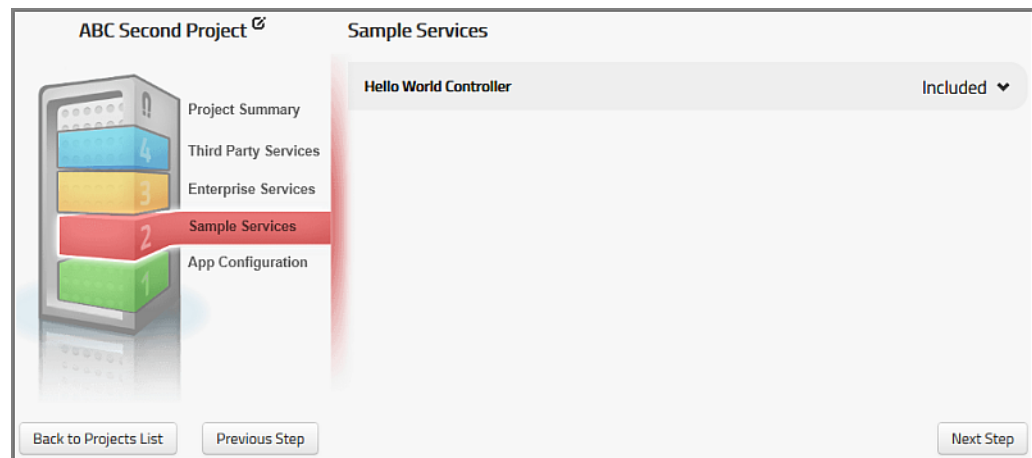 ABC Second Project
Sample Services
Hello World Controller
Included
Project Summary
4
Third Party Services
3
Enterprise Services
2
Sample Services
1
App Configuration
Back to Projects List
Previous Step
Next Step